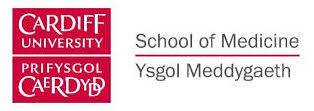 CARDIFF
UNIVERSITY
PRIFYSGOL
CAERDYDD
School of Medicine
Ysgol Meddygaeth